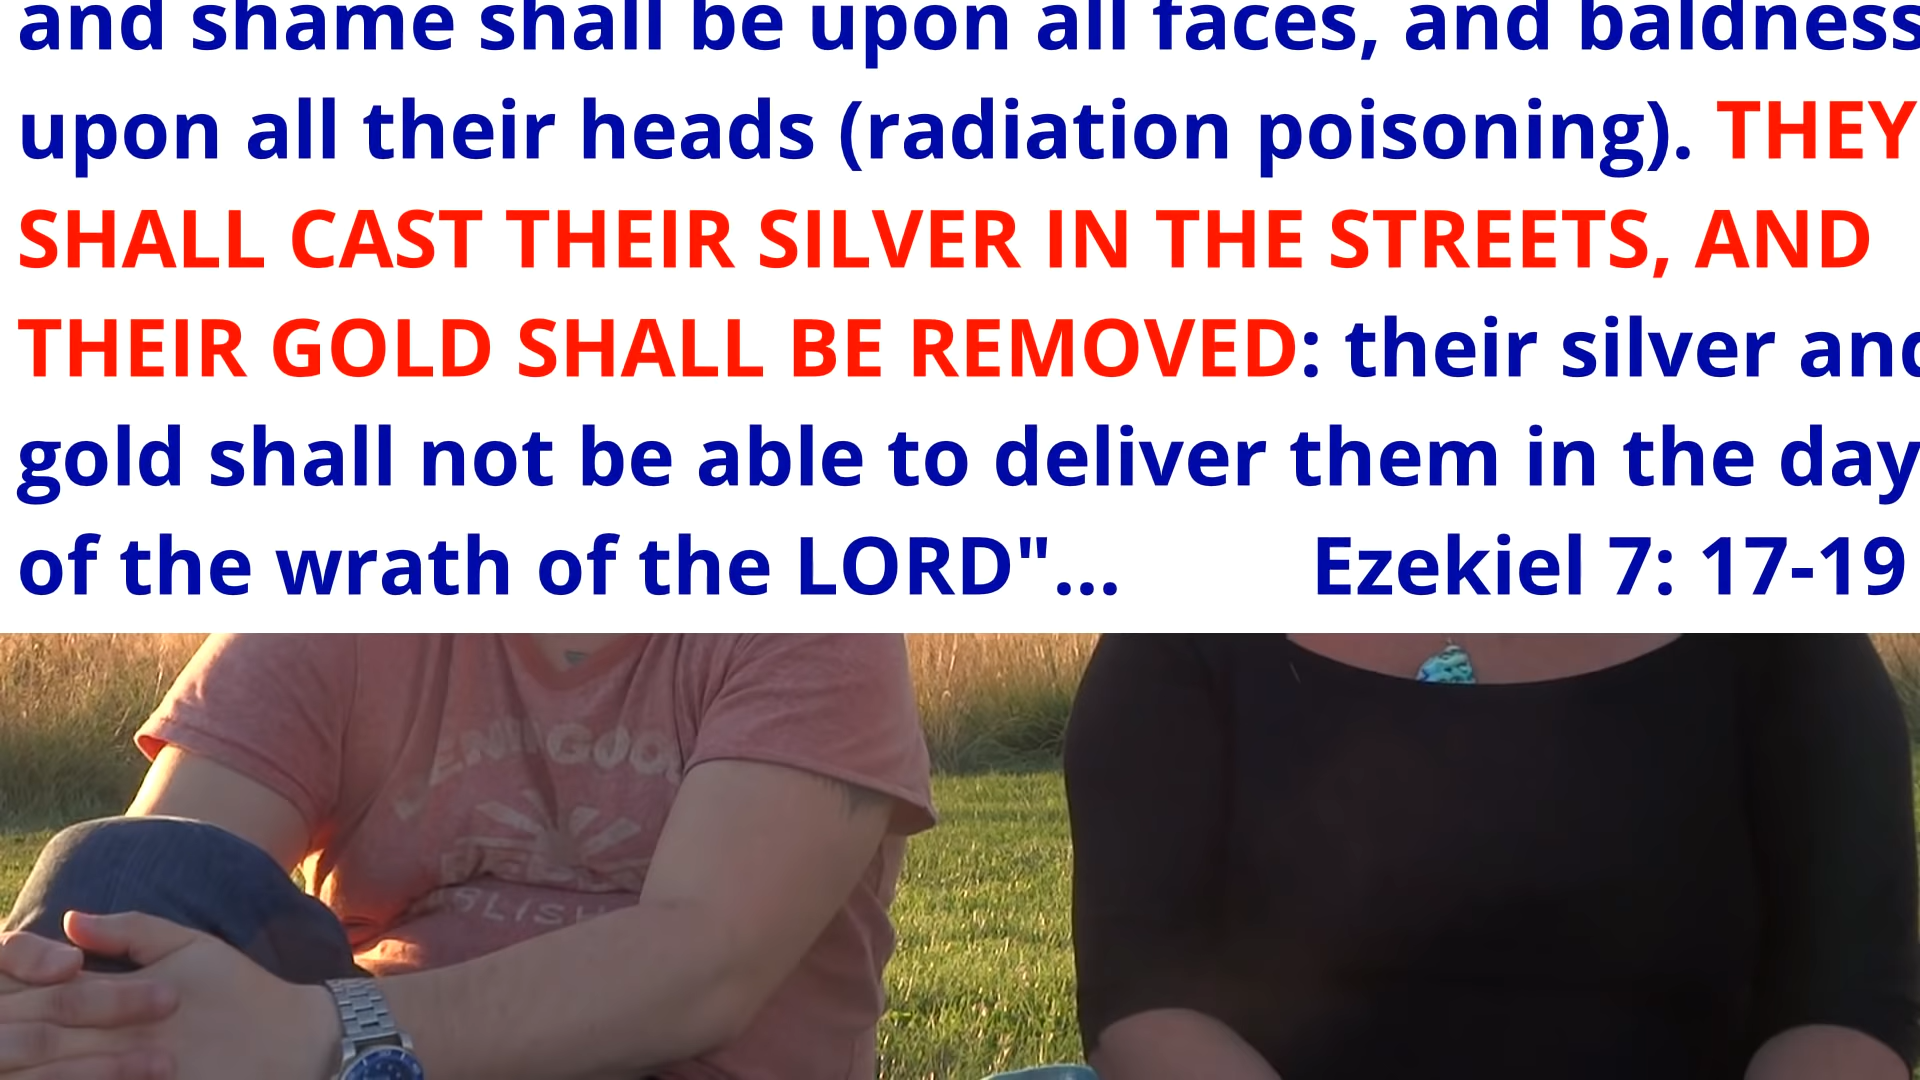 and shame shall be upon all faces, and baldness
upon all their heads (radiation poisoning). THEY
SHALL CAST THEIR SILVER IN THE STREETS, AND
THEIR GOLD SHALL BE REMOVED: their silver and
gold shall not be able to deliver them in the day
of the wrath of the LORD"... Ezekiel 7: 17-19